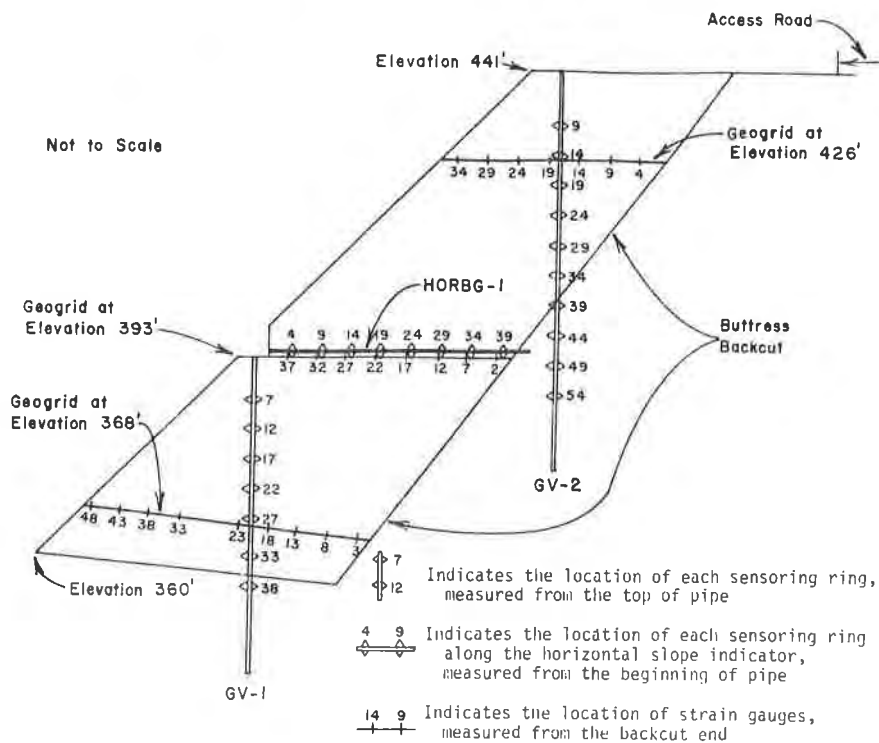 Access Road
Elevation 441'
Not to Scale
9
Geogrid at
Elevation 426'
14
34 29 24 19 14 9 4
19
24
29
34
HORBG-1
39
Geogrid at
Elevation 393'
4 9 14 19 24 29 34 39
37 32 27 22 17 12 7 2
44
Buttress
Backcut
49
7
54
Geogrid at
Elevation 368'
12
17
22
GV-2
27
48 43 38 33 23 18 13 8 3
33
38
Elevation 360'
GV-1
7
12
Indicates the location of each sensoring ring,
measured from the top of pipe
4 9
Indicates the location of each sensoring ring
along the horizontal slope indicator,
measured from the beginning of pipe
14 9
Indicates the location of strain gauges,
measured from the backcut end